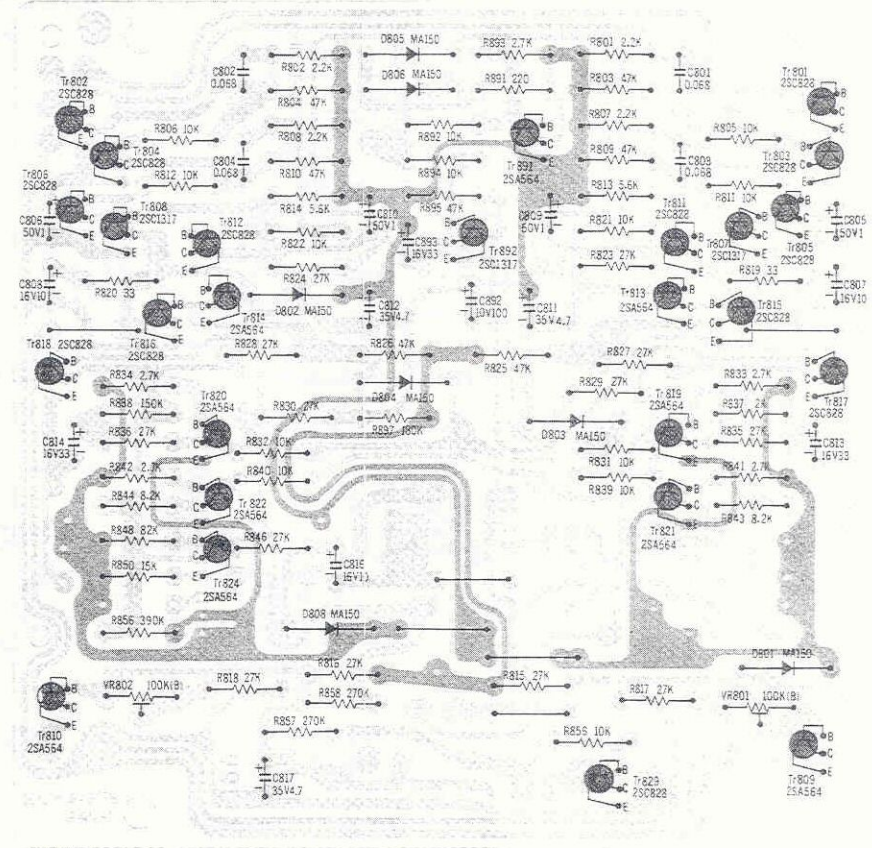 D805 MA150
R893 2.7K
R801 2.2K
R802 2.2K
C802
0.068
D806 MA150
R891 220
R803 47K
C801
0.068
Tr801
2SC828
Tr802
2SC828
R804 47K
R807 2.2K
B
C
E
R806 10K
R808 2.2K
R892 10K
B
C
E
Tr891
2SA564
R809 47K
R805 10K
B
C
E
Tr804
2SC828
B
C
E
C804
0.068
R810 47K
R894 10K
C803
0.068
Tr803
2SC828
B
C
E
Tr806
2SC828
R812 10K
R814 5.6K
R895 47K
R813 5.6K
R811 10K
Tr808
2SC1317
C806
50V1
B
C
E
Tr812
2SC828
C810
50V1
C809
50V1
R821 10K
Tr811
2SC828
B
C
E
Tr807
2SC1317
B
C
E
Tr805
2SC828
C805
50V1
R822 10K
C893
16V33
B
C
E
Tr892
2SC1317
R823 27K
R824 27K
C808
16V10
R820 33
B
C
E
Tr814
2SA564
D802 MA150
C812
35V4.7
C892
C811
35V4.7
Tr813
2SA564
B
C
E
R819 33
C807
16V10
Tr816
2SC828
B
C
E
B
C
E
Tr815
2SC828
Tr818 2SC828
R828 27K
R826 47K
R825 47K
R827 27K
B
C
E
R834 2.7K
D804 MA150
R829 27K
R833 2.7K
B
C
E
Tr817
2SC828
R838 150K
Tr820
2SA564
R830 27K
Tr819
2SA564
R837
C814
16V33
R836 27K
B
C
E
R832 10K
R897
D803 MA150
B
C
E
R835 27K
C813
16V33
R842 2.7K
R840 10K
R831 10K
R841 2.7K
R844 8.2K
B
C
E
Tr822
2SA564
R839 10K
B
C
E
Tr821
2SA564
R843 8.2K
R848 82K
B
C
E
R846 27K
R850 15K
Tr824
2SA564
C816
R856 390K
D808 MA150
D801 MA150
R816 27K
R815 27K
R818 27K
R817 27K
VR802 100K(B)
R858 270K
VR801 100K(B)
B
C
E
Tr810
2SA564
R857 270K
R856 10K
B
C
E
Tr809
2SA564
C817
35V4.7
B
C
E
Tr829
2SC828